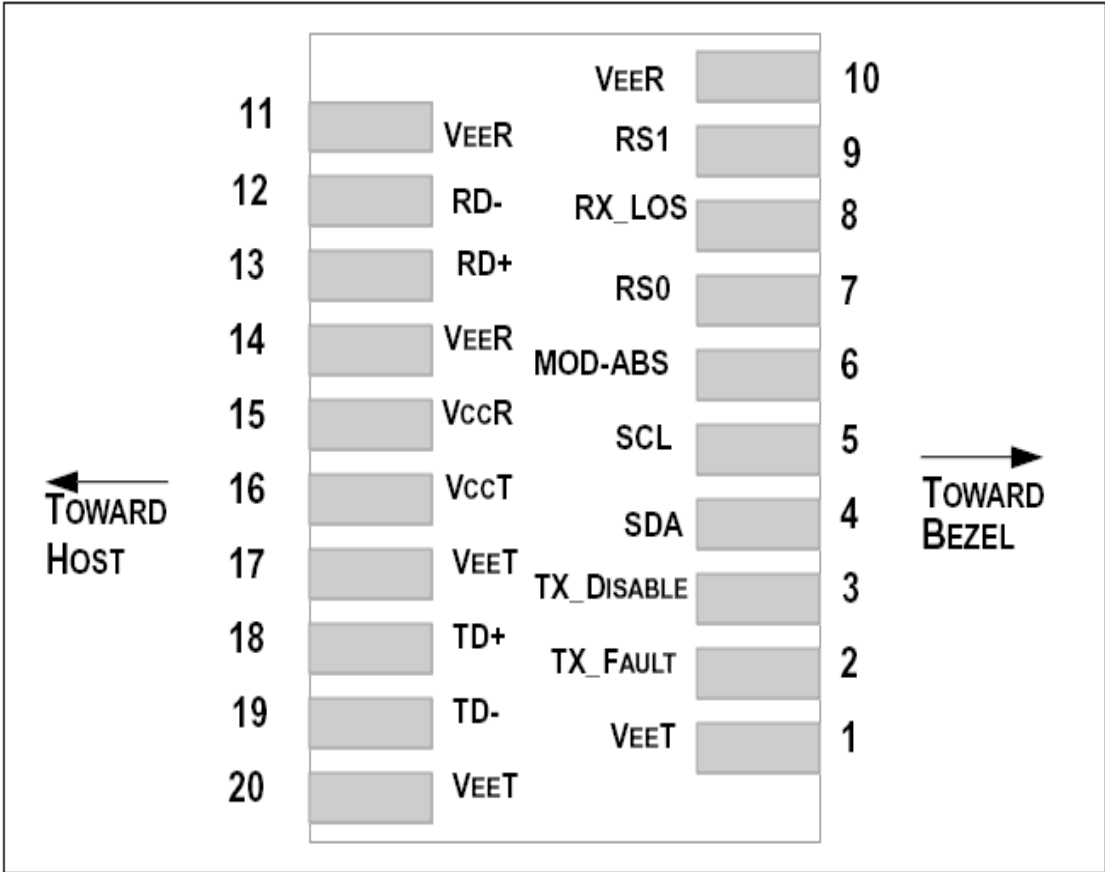 10
VEER
11
VEER
RS1
9
12
RD-
RX_LOS
8
13
RD+
RS0
7
14
VEER
MOD-ABS
6
15
VCCR
SCL
5
16
VCCT
TOWARD
HOST
SDA
4
TOWARD
BEZEL
17
VEET
TX_DISABLE
3
18
TD+
TX_FAULT
2
19
TD-
VEET
1
20
VEET